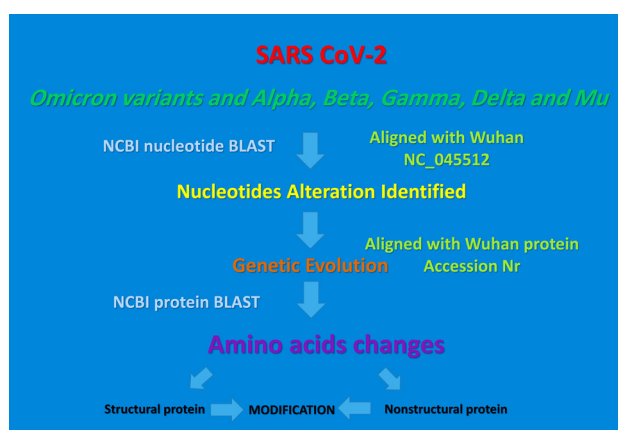 SARS CoV-2
Omicron variants and Alpha, Beta, Gamma, Delta and Mu
NCBI nucleotide BLAST
Aligned with Wuhan
NC_045512
Nucleotides Alteration Identified
Aligned with Wuhan protein
Genetic Evolution
Accession Nr
NCBI protein BLAST
Amino acids changes
Structural protein
MODIFICATION
Nonstructural protein